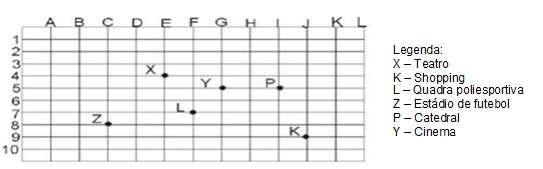 A B C D E F G H I J K L
1
2
3
X
4
Y P
5
6
L
7
Z
8
K
9
10
Legenda:
X – Teatro
K – Shopping
L – Quadra poliesportiva
Z – Estádio de futebol
P – Catedral
Y – Cinema